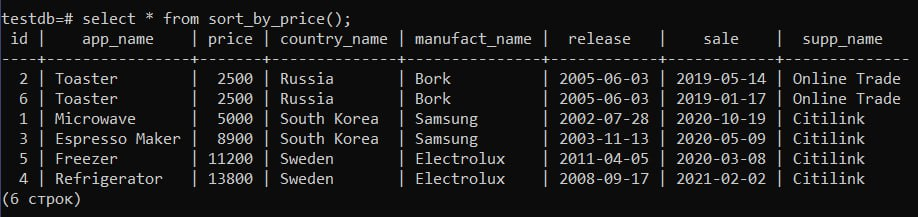 testdb=# select * from sort_by_price();
 id |    app_name    | price | country_name | manufact_name |  release   |    sale    |  supp_name
----+----------------+-------+--------------+---------------+------------+------------+--------------
  2 | Toaster        |  2500 | Russia       | Bork          | 2005-06-03 | 2019-05-14 | Online Trade
  6 | Toaster        |  2500 | Russia       | Bork          | 2005-06-03 | 2019-01-17 | Online Trade
  1 | Microwave      |  5000 | South Korea  | Samsung       | 2002-07-28 | 2020-10-19 | Citilink
  3 | Espresso Maker |  8900 | South Korea  | Samsung       | 2003-11-13 | 2020-05-09 | Citilink
  5 | Freezer        | 11200 | Sweden       | Electrolux    | 2011-04-05 | 2020-03-08 | Citilink
  4 | Refrigerator   | 13800 | Sweden       | Electrolux    | 2008-09-17 | 2021-02-02 | Citilink
(6 строк)